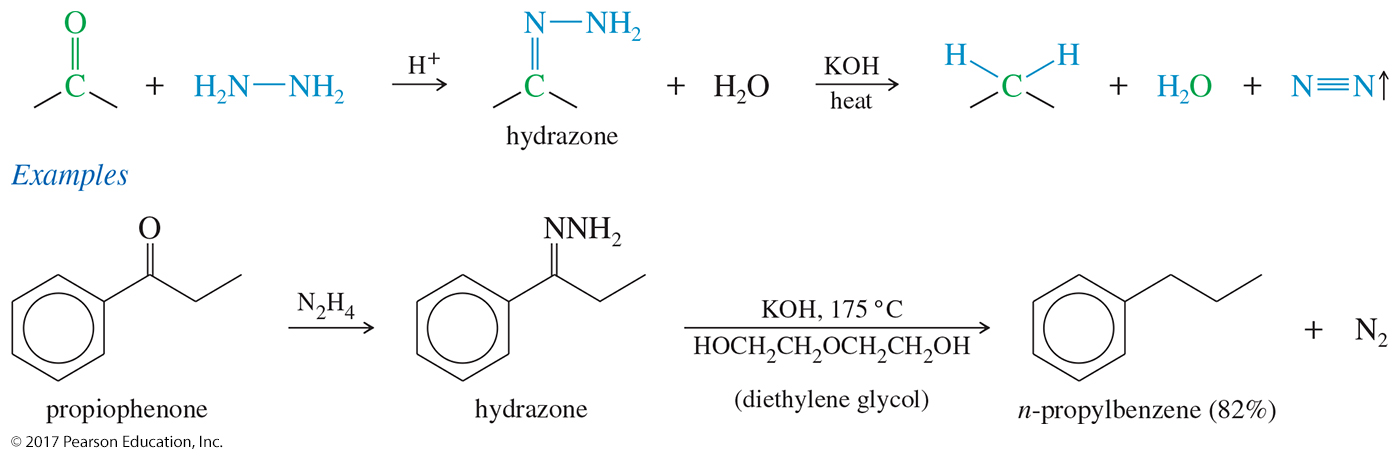 O
C + H₂N—NH₂ H⁺ N—NH₂ C + H₂O KOH heat H H C + H₂O + N≡N↑
hydrazone
Examples
O N₂H₄ NNH₂ KOH, 175 °C HOCH₂CH₂OCH₂CH₂OH + N₂
(diethylene glycol)
propiophenone hydrazone n-propylbenzene (82%)
© 2017 Pearson Education, Inc.